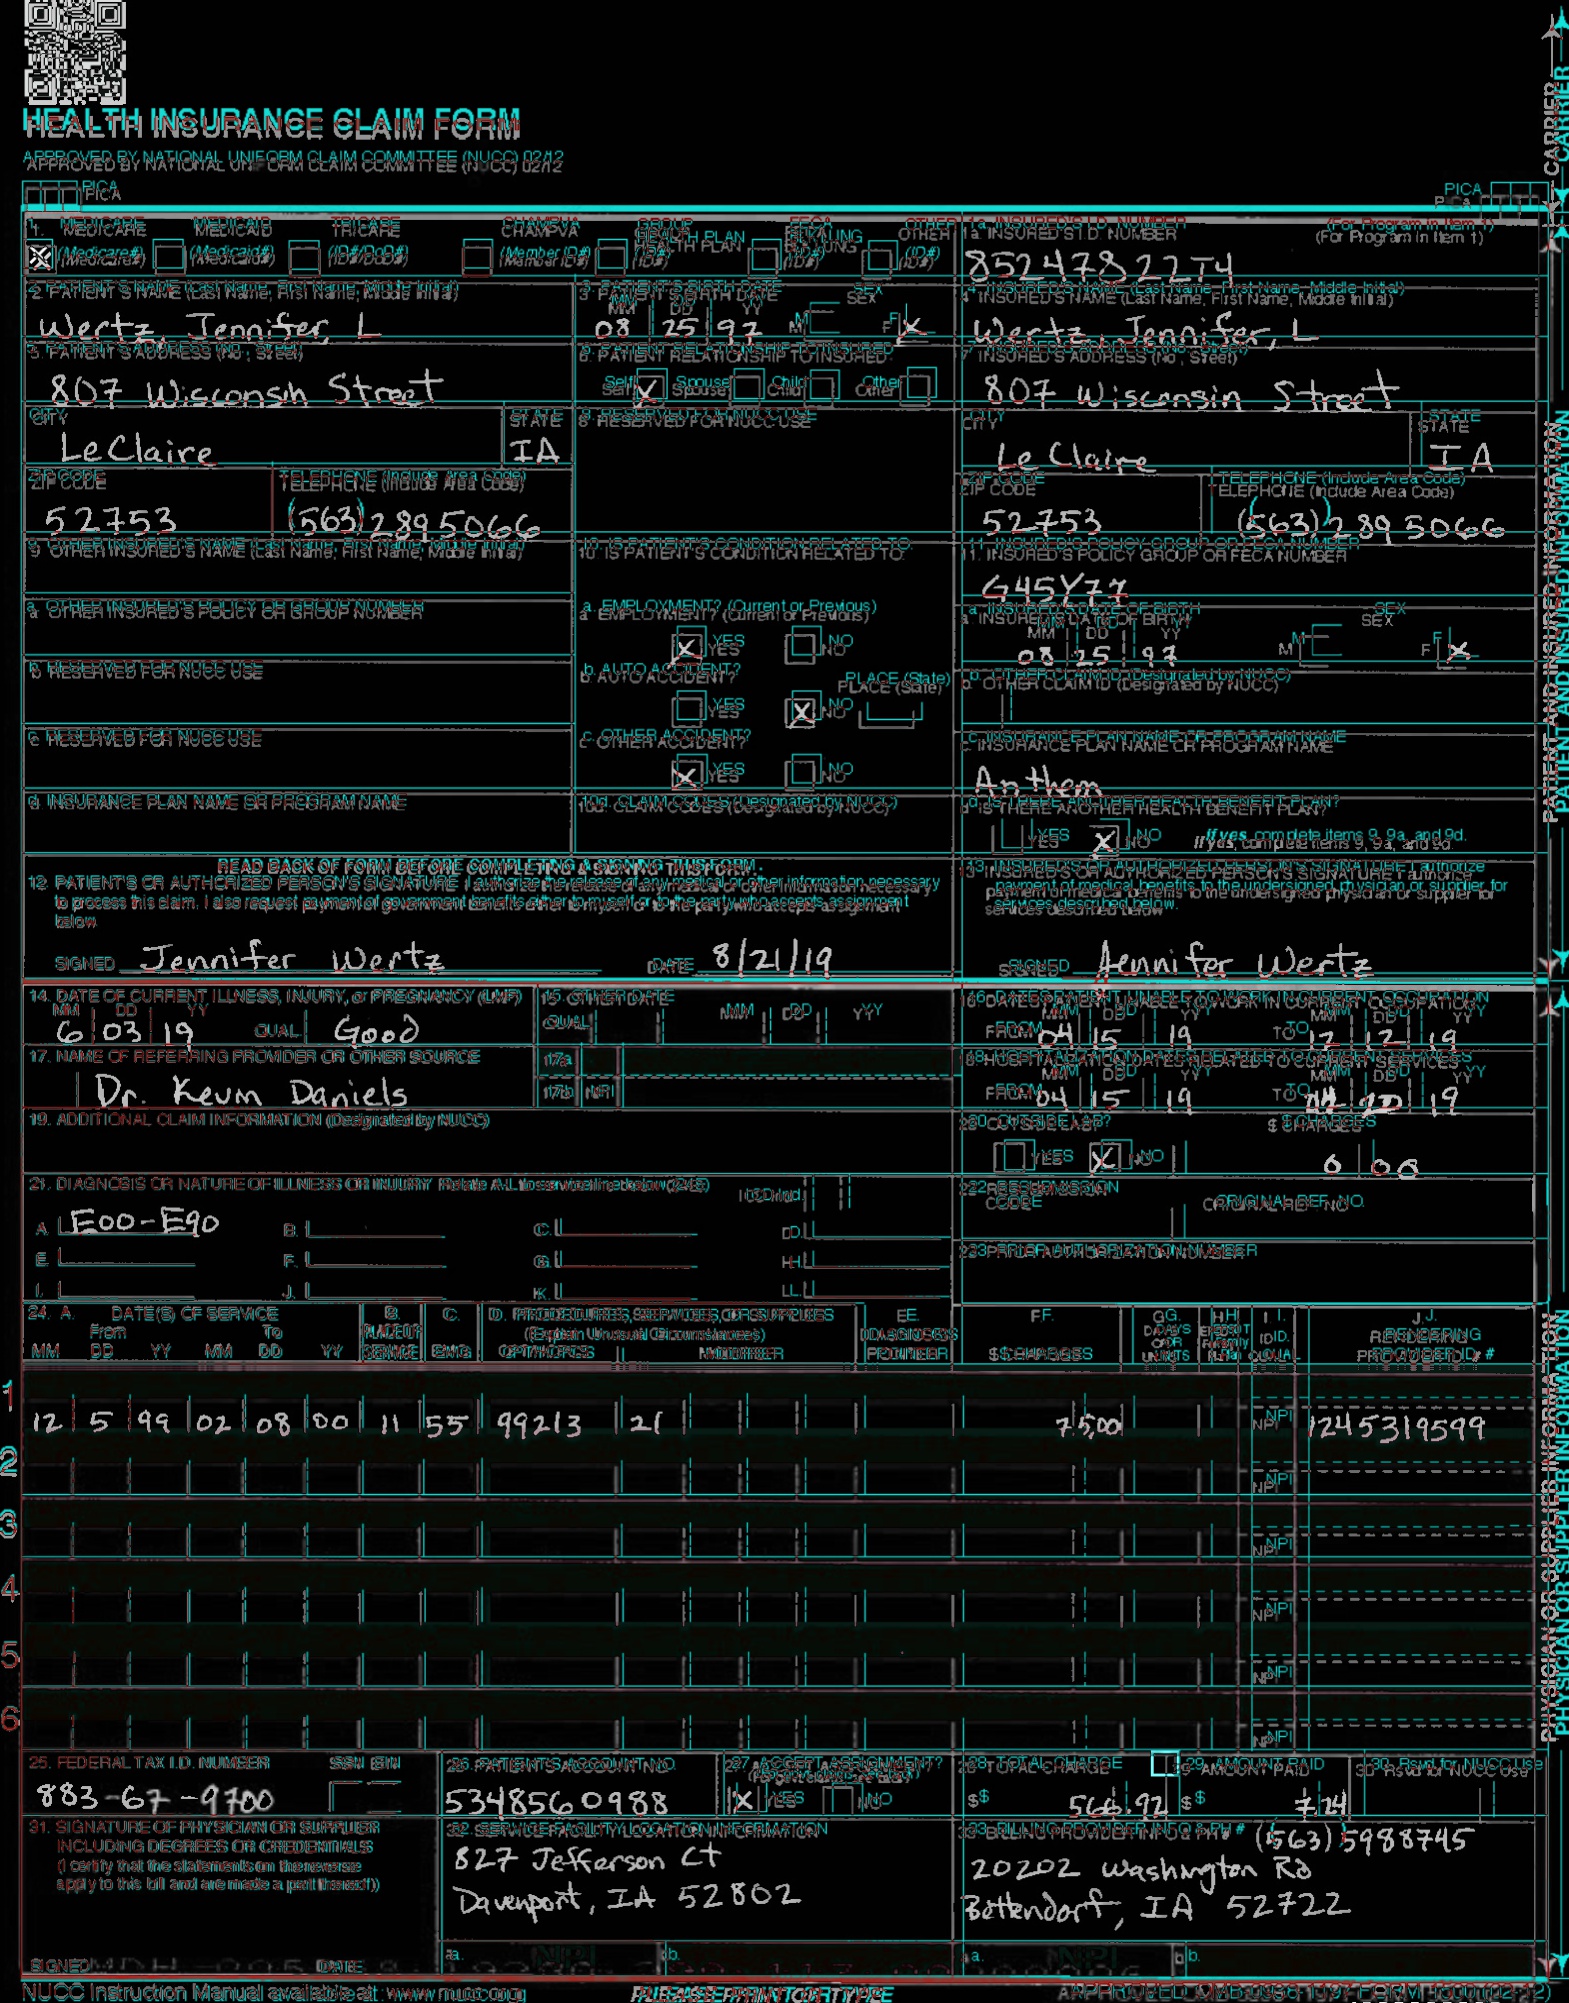 HEALTH INSURANCE CLAIM FORM
APPROVED BY NATIONAL UNIFORM CLAIM COMMITTEE (NUCC) 02/12
PICA PICA
CARRIER
1. MEDICARE MEDICAID TRICARE CHAMPVA GROUP HEALTH PLAN FECA BLK LUNG OTHER
(Medicare#) (Medicaid#) (ID#/DoD#) (Member ID#) (ID#) (ID#) (ID#)
1a. INSURED'S I.D. NUMBER (For Program in Item 1)
85247822T4
2. PATIENT'S NAME (Last Name, First Name, Middle Initial)
Wertz, Jennifer, L
3. PATIENT'S BIRTH DATE SEX
MM DD YY
08 25 97 M F X
4. INSURED'S NAME (Last Name, First Name, Middle Initial)
Wertz, Jennifer, L
5. PATIENT'S ADDRESS (No., Street)
807 Wisconsin Street
6. PATIENT RELATIONSHIP TO INSURED
Self X Spouse Child Other
7. INSURED'S ADDRESS (No., Street)
807 Wisconsin Street
CITY STATE
LeClaire IA
8. RESERVED FOR NUCC USE
CITY STATE
Le Claire IA
ZIP CODE TELEPHONE (Include Area Code)
52753 (563) 289 5066
ZIP CODE TELEPHONE (Include Area Code)
52753 (563) 289 5066
9. OTHER INSURED'S NAME (Last Name, First Name, Middle Initial)
10. IS PATIENT'S CONDITION RELATED TO:
11. INSURED'S POLICY GROUP OR FECA NUMBER
G45Y77
a. OTHER INSURED'S POLICY OR GROUP NUMBER
a. EMPLOYMENT? (Current or Previous)
X YES NO
a. INSURED'S DATE OF BIRTH SEX
MM DD YY
08 25 97 M F X
b. RESERVED FOR NUCC USE
b. AUTO ACCIDENT? PLACE (State)
YES X NO
b. OTHER CLAIM ID (Designated by NUCC)
c. RESERVED FOR NUCC USE
c. OTHER ACCIDENT?
X YES NO
c. INSURANCE PLAN NAME OR PROGRAM NAME
Anthem
d. INSURANCE PLAN NAME OR PROGRAM NAME
10d. CLAIM CODES (Designated by NUCC)
d. IS THERE ANOTHER HEALTH BENEFIT PLAN?
YES X NO If yes, complete items 9, 9a, and 9d.
READ BACK OF FORM BEFORE COMPLETING & SIGNING THIS FORM.
12. PATIENT'S OR AUTHORIZED PERSON'S SIGNATURE I authorize the release of any medical or other information necessary
to process this claim. I also request payment of government benefits either to myself or to the party who accepts assignment
below.
SIGNED Jennifer Wertz DATE 8/21/19
13. INSURED'S OR AUTHORIZED PERSON'S SIGNATURE I authorize
payment of medical benefits to the undersigned physician or supplier for
services described below.
SIGNED Jennifer Wertz
PATIENT AND INSURED INFORMATION
14. DATE OF CURRENT ILLNESS, INJURY, or PREGNANCY (LMP)
MM DD YY
6 03 19 QUAL. Good
15. OTHER DATE
QUAL. MM DD YY
16. DATES PATIENT UNABLE TO WORK IN CURRENT OCCUPATION
MM DD YY MM DD YY
FROM 04 15 19 TO 12 12 19
17. NAME OF REFERRING PROVIDER OR OTHER SOURCE
Dr. Kevin Daniels
17a.
17b. NPI
18. HOSPITALIZATION DATES RELATED TO CURRENT SERVICES
MM DD YY MM DD YY
FROM 04 15 19 TO 19
19. ADDITIONAL CLAIM INFORMATION (Designated by NUCC)
20. OUTSIDE LAB? $ CHARGES
YES X NO 0 00
21. DIAGNOSIS OR NATURE OF ILLNESS OR INJURY Relate A-L to service line below (24E) ICD Ind.
A. E00-E90 B. C. D.
E. F. G. H.
I. J. K. L.
22. RESUBMISSION CODE ORIGINAL REF. NO.
23. PRIOR AUTHORIZATION NUMBER
24. A. DATE(S) OF SERVICE B. C. D. PROCEDURES, SERVICES, OR SUPPLIES E. F. G. H. I. J.
From To PLACE OF (Explain Unusual Circumstances) DIAGNOSIS DAYS OR UNITS ID. RENDERING
MM DD YY MM DD YY SERVICE EMG CPT/HCPCS MODIFIER POINTER $ CHARGES QUAL. PROVIDER ID. #
1 12 5 99 02 08 00 11 55 99213 21 75,00 NPI 1245319599
2 NPI
3 NPI
4 NPI
5 NPI
6 NPI
25. FEDERAL TAX I.D. NUMBER SSN EIN
883-67-9700
26. PATIENT'S ACCOUNT NO.
5348560988
27. ACCEPT ASSIGNMENT?
X YES NO
28. TOTAL CHARGE
$ 566.92
29. AMOUNT PAID
$ 7.24
30. Rsvd for NUCC Use
31. SIGNATURE OF PHYSICIAN OR SUPPLIER
INCLUDING DEGREES OR CREDENTIALS
(I certify that the statements on the reverse
apply to this bill and are made a part thereof.)
SIGNED DATE
32. SERVICE FACILITY LOCATION INFORMATION
827 Jefferson Ct
Davenport, IA 52802
a. b.
33. BILLING PROVIDER INFO & PH # (563) 5988745
20202 Washington Rd
Bettendorf, IA 52722
a. NPI b.
PHYSICIAN OR SUPPLIER INFORMATION
NUCC Instruction Manual available at: www.nucc.org
PLEASE PRINT OR TYPE